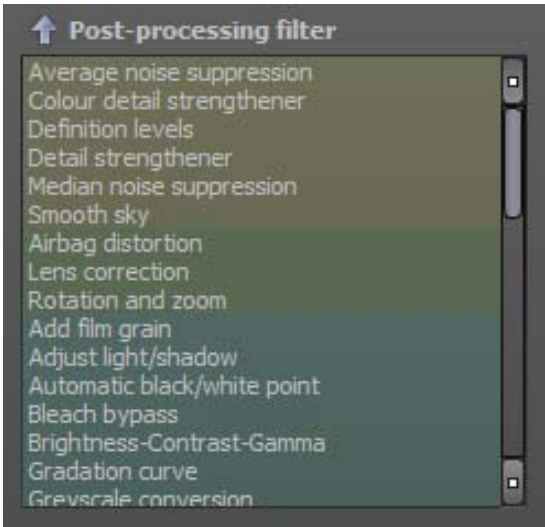 Post-processing filter
Average noise suppression
Colour detail strengthener
Definition levels
Detail strengthener
Median noise suppression
Smooth sky
Airbag distortion
Lens correction
Rotation and zoom
Add film grain
Adjust light/shadow
Automatic black/white point
Bleach bypass
Brightness-Contrast-Gamma
Gradation curve
Greyscale conversion